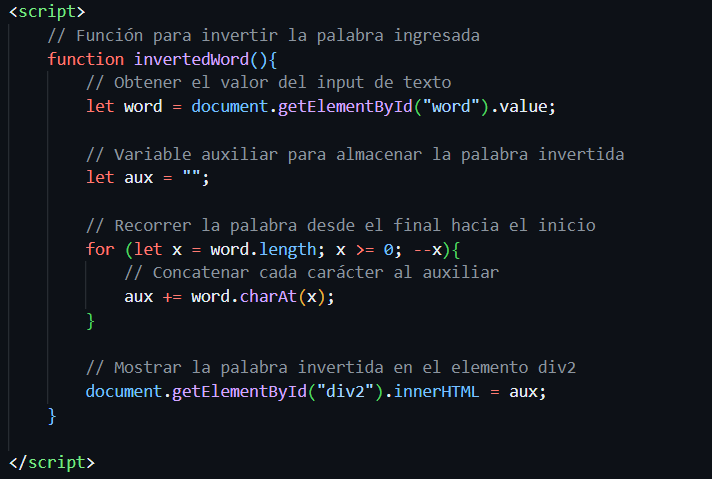 <script>
// Función para invertir la palabra ingresada
function invertedWord(){
// Obtener el valor del input de texto
let word = document.getElementById("word").value;
// Variable auxiliar para almacenar la palabra invertida
let aux = "";
// Recorrer la palabra desde el final hacia el inicio
for (let x = word.length; x >= 0; --x){
// Concatenar cada carácter al auxiliar
aux += word.charAt(x);
}
// Mostrar la palabra invertida en el elemento div2
document.getElementById("div2").innerHTML = aux;
}
</script>